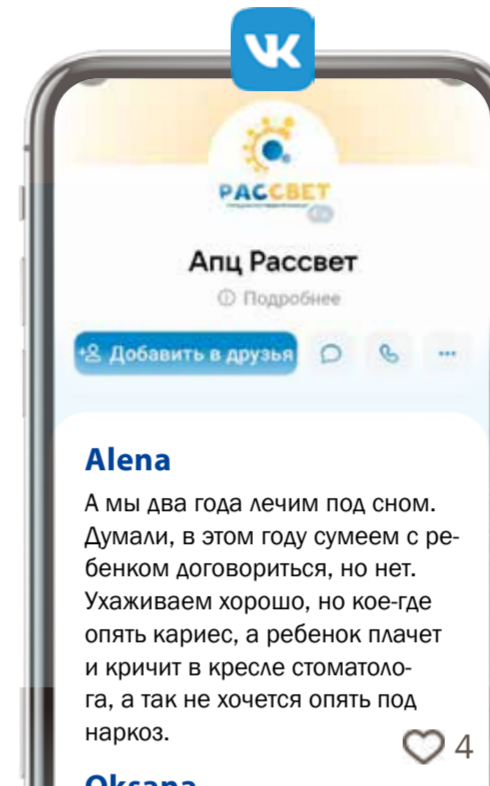 VK
РАССВЕТ
Апц Рассвет
Подробнее
Добавить в друзья
Alena
А мы два года лечим под сном.
Думали, в этом году сумеем с ре-
бенком договориться, но нет.
Ухаживаем хорошо, но кое-где
опять кариес, а ребенок плачет
и кричит в кресле стоматоло-
га, а так не хочется опять под
наркоз.
4
Oksana